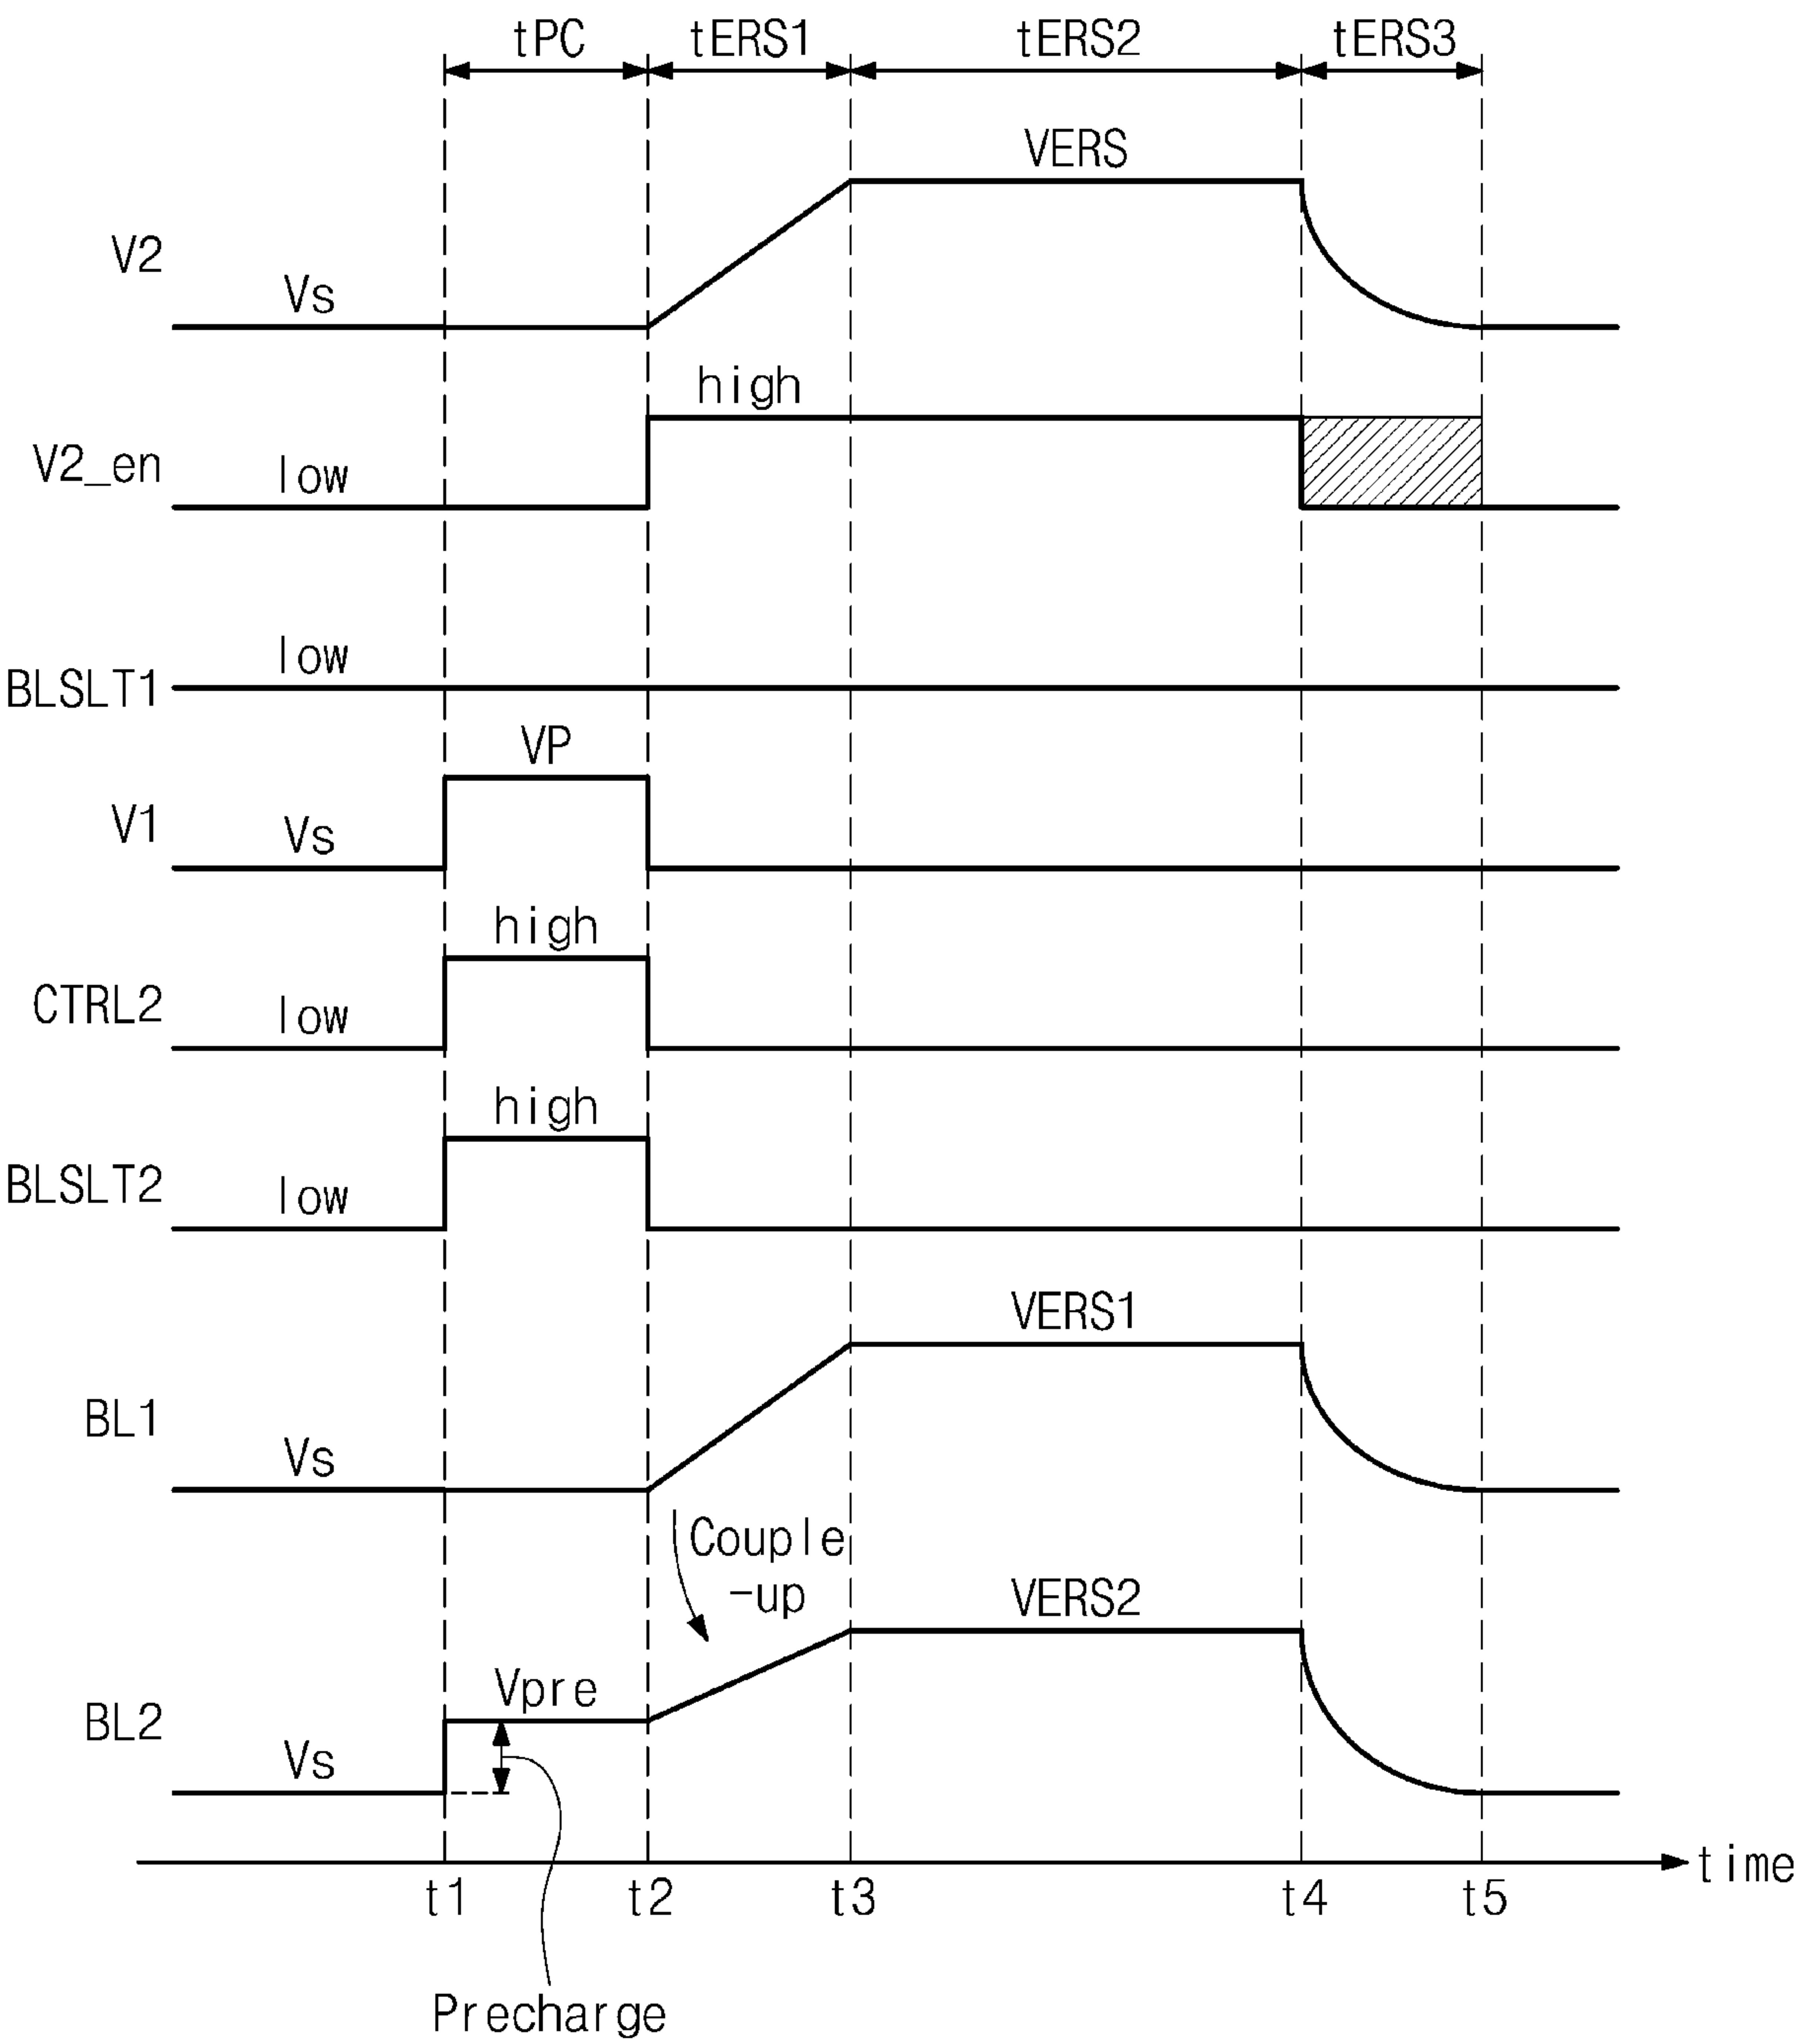 tPC tERS1 tERS2 tERS3
VERS
V2 Vs
high
V2_en low
low
BLSLT1
VP
V1 Vs
high
CTRL2 low
high
BLSLT2 low
VERS1
BL1 Vs
Couple
-up
VERS2
Vpre
BL2 Vs
time
t1 t2 t3 t4 t5
Precharge